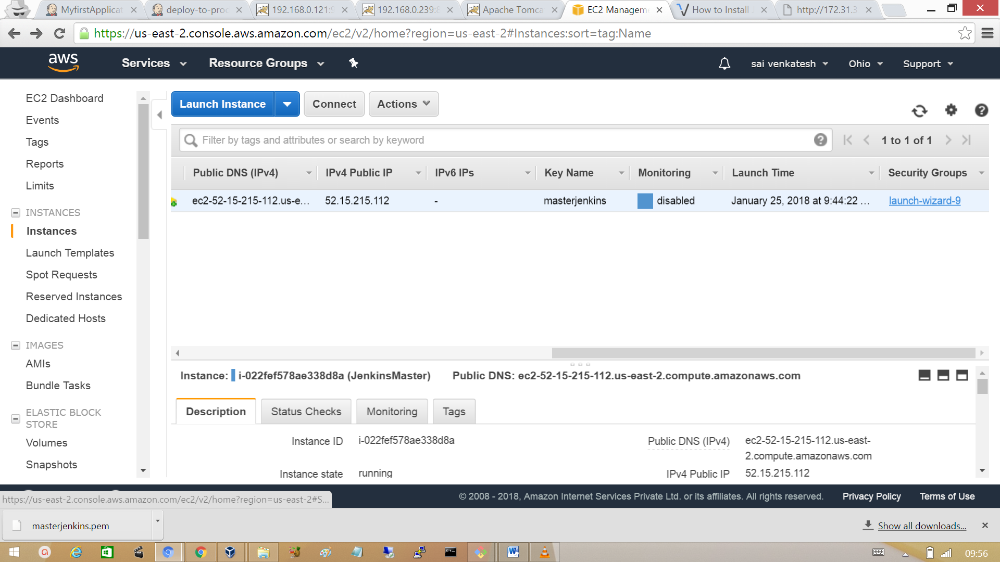 MyfirstApplicat
deploy-to-prod
192.168.0.121:9
192.168.0.239:8
Apache Tomca
EC2 Managem
How to Install J
http://172.31.3
https://us-east-2.console.aws.amazon.com/ec2/v2/home?region=us-east-2#Instances:sort=tag:Name
aws
Services
Resource Groups
sai venkatesh
Ohio
Support
EC2 Dashboard
Events
Tags
Reports
Limits
INSTANCES
Instances
Launch Templates
Spot Requests
Reserved Instances
Dedicated Hosts
IMAGES
AMIs
Bundle Tasks
ELASTIC BLOCK
STORE
Volumes
Snapshots
Launch Instance
Connect
Actions
Filter by tags and attributes or search by keyword
1 to 1 of 1
Public DNS (IPv4) IPv4 Public IP IPv6 IPs Key Name Monitoring Launch Time Security Groups
ec2-52-15-215-112.us-e... 52.15.215.112 - masterjenkins disabled January 25, 2018 at 9:44:22 ... launch-wizard-9
Instance: i-022fef578ae338d8a (JenkinsMaster) Public DNS: ec2-52-15-215-112.us-east-2.compute.amazonaws.com
Description
Status Checks
Monitoring
Tags
Instance ID i-022fef578ae338d8a
Public DNS (IPv4) ec2-52-15-215-112.us-east-
2.compute.amazonaws.com
Instance state running
IPv4 Public IP 52.15.215.112
https://us-east-2.console.aws.amazon.com/ec2/v2/home?region=us-east-2#S...
© 2008 - 2018, Amazon Internet Services Private Ltd. or its affiliates. All rights reserved.
Privacy Policy
Terms of Use
masterjenkins.pem
Show all downloads...
09:56